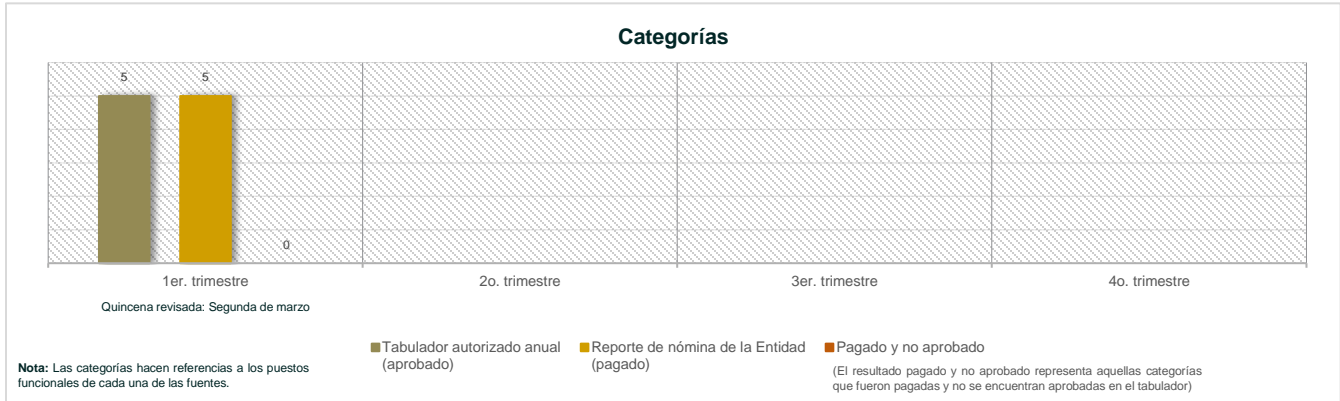 Categorías
5
5
0
1er. trimestre
2o. trimestre
3er. trimestre
4o. trimestre
Quincena revisada: Segunda de marzo
Tabulador autorizado anual
(aprobado)
Reporte de nómina de la Entidad
(pagado)
Pagado y no aprobado
(El resultado pagado y no aprobado representa aquellas categorías
que fueron pagadas y no se encuentran aprobadas en el tabulador)
Nota: Las categorías hacen referencias a los puestos
funcionales de cada una de las fuentes.